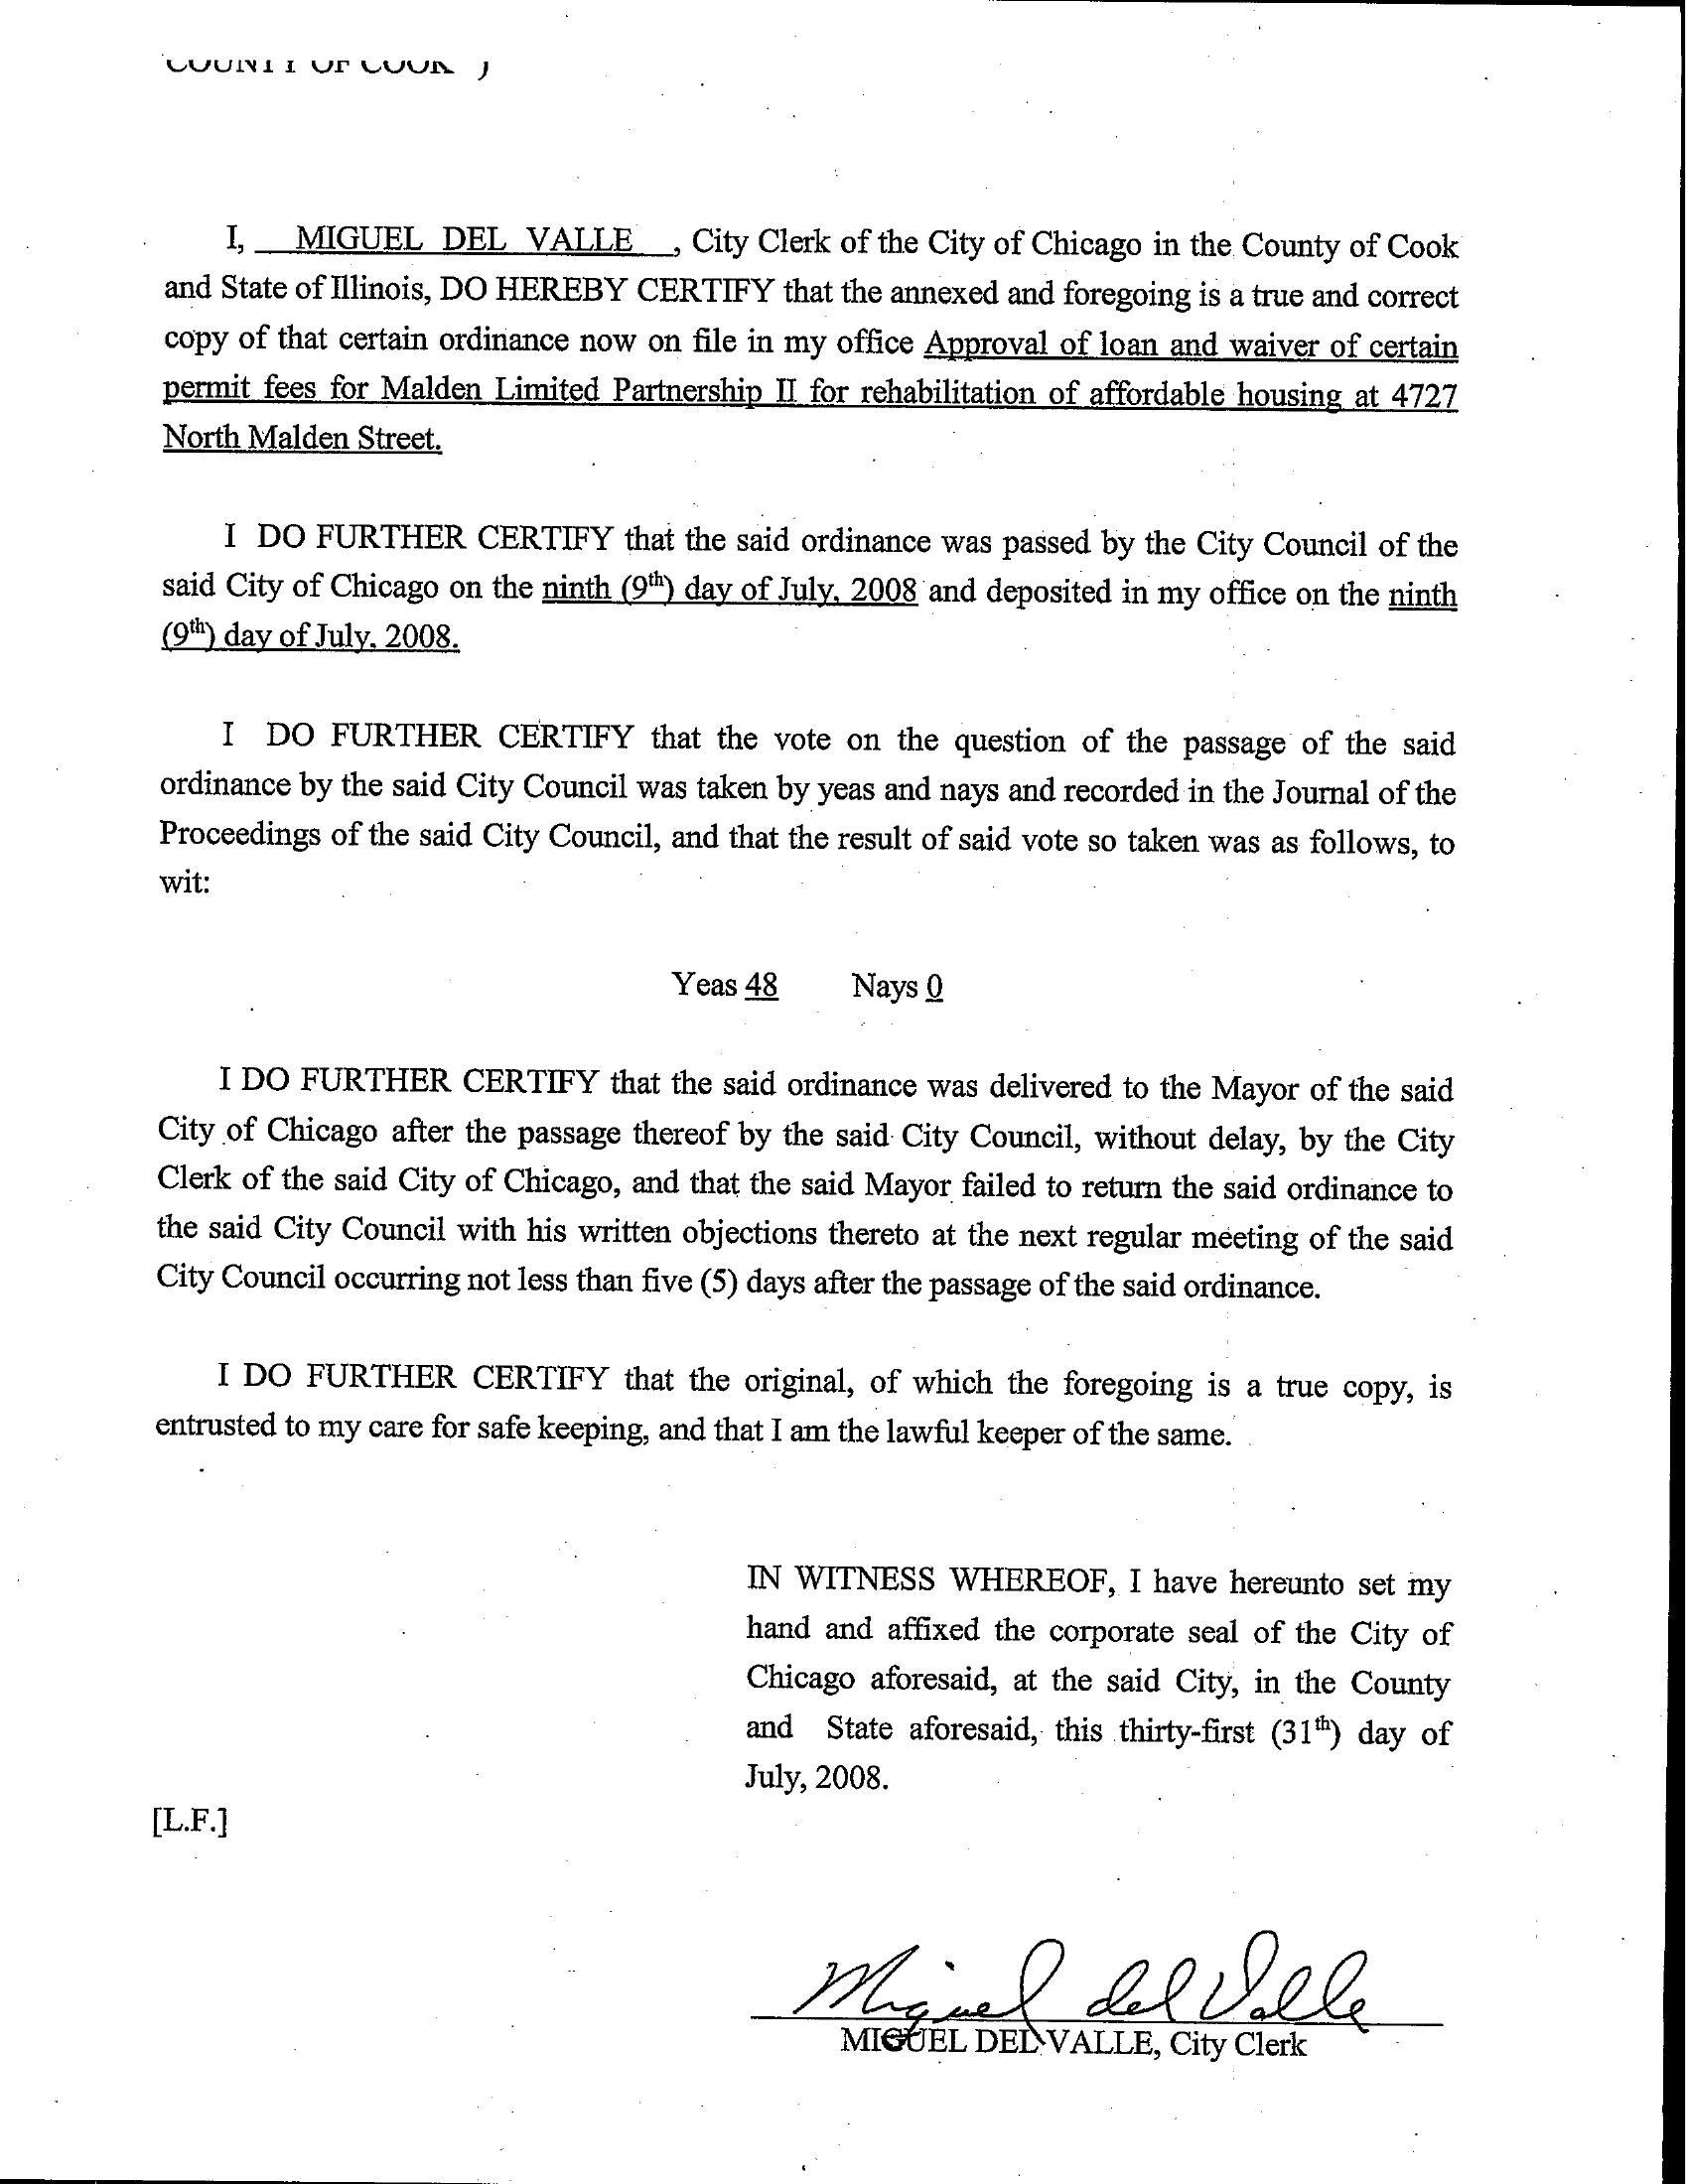 COUNTY OF COOK )
I, MIGUEL DEL VALLE , City Clerk of the City of Chicago in the County of Cook
and State of Illinois, DO HEREBY CERTIFY that the annexed and foregoing is a true and correct
copy of that certain ordinance now on file in my office Approval of loan and waiver of certain
permit fees for Malden Limited Partnership II for rehabilitation of affordable housing at 4727
North Malden Street.
I DO FURTHER CERTIFY that the said ordinance was passed by the City Council of the
said City of Chicago on the ninth (9th) day of July, 2008 and deposited in my office on the ninth
(9th) day of July, 2008.
I DO FURTHER CERTIFY that the vote on the question of the passage of the said
ordinance by the said City Council was taken by yeas and nays and recorded in the Journal of the
Proceedings of the said City Council, and that the result of said vote so taken was as follows, to
wit:
Yeas 48 Nays 0
I DO FURTHER CERTIFY that the said ordinance was delivered to the Mayor of the said
City of Chicago after the passage thereof by the said City Council, without delay, by the City
Clerk of the said City of Chicago, and that the said Mayor failed to return the said ordinance to
the said City Council with his written objections thereto at the next regular meeting of the said
City Council occurring not less than five (5) days after the passage of the said ordinance.
I DO FURTHER CERTIFY that the original, of which the foregoing is a true copy, is
entrusted to my care for safe keeping, and that I am the lawful keeper of the same.
IN WITNESS WHEREOF, I have hereunto set my
hand and affixed the corporate seal of the City of
Chicago aforesaid, at the said City, in the County
and State aforesaid, this thirty-first (31th) day of
July, 2008.
[L.F.]
Miguel del Valle
MIGUEL DEL VALLE, City Clerk